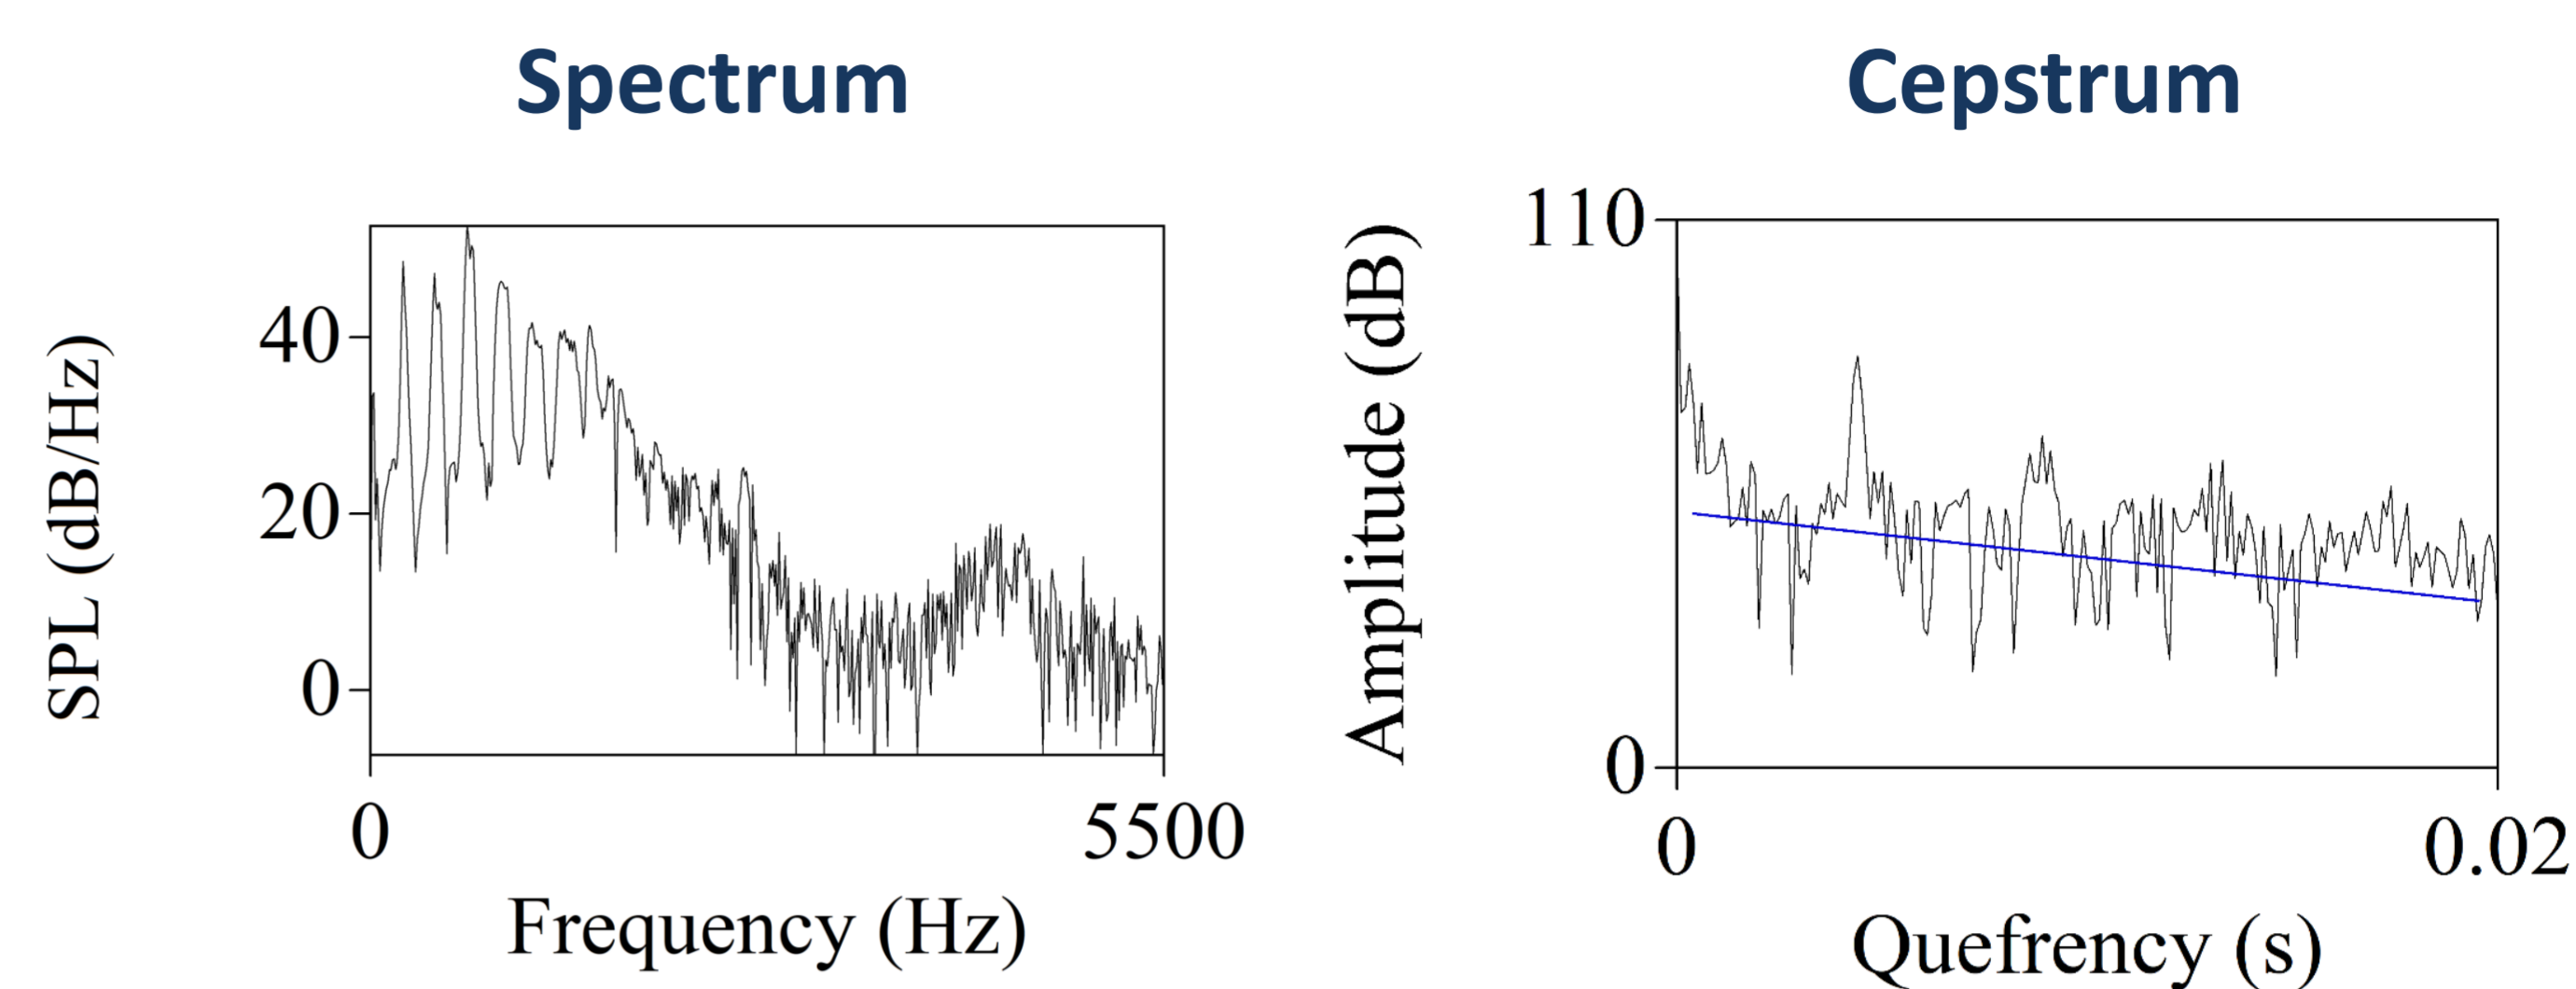 Spectrum
SPL (dB/Hz)
40
20
0
0
5500
Frequency (Hz)
Cepstrum
Amplitude (dB)
110
0
0
0.02
Quefrency (s)